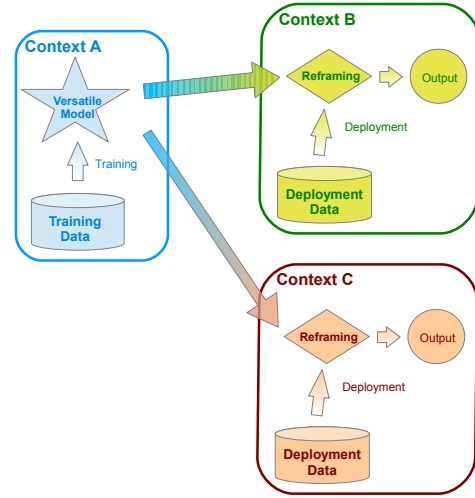 Context A
Versatile
Model
Training
Training
Data
Context B
Reframing
Output
Deployment
Deployment
Data
Context C
Reframing
Output
Deployment
Deployment
Data